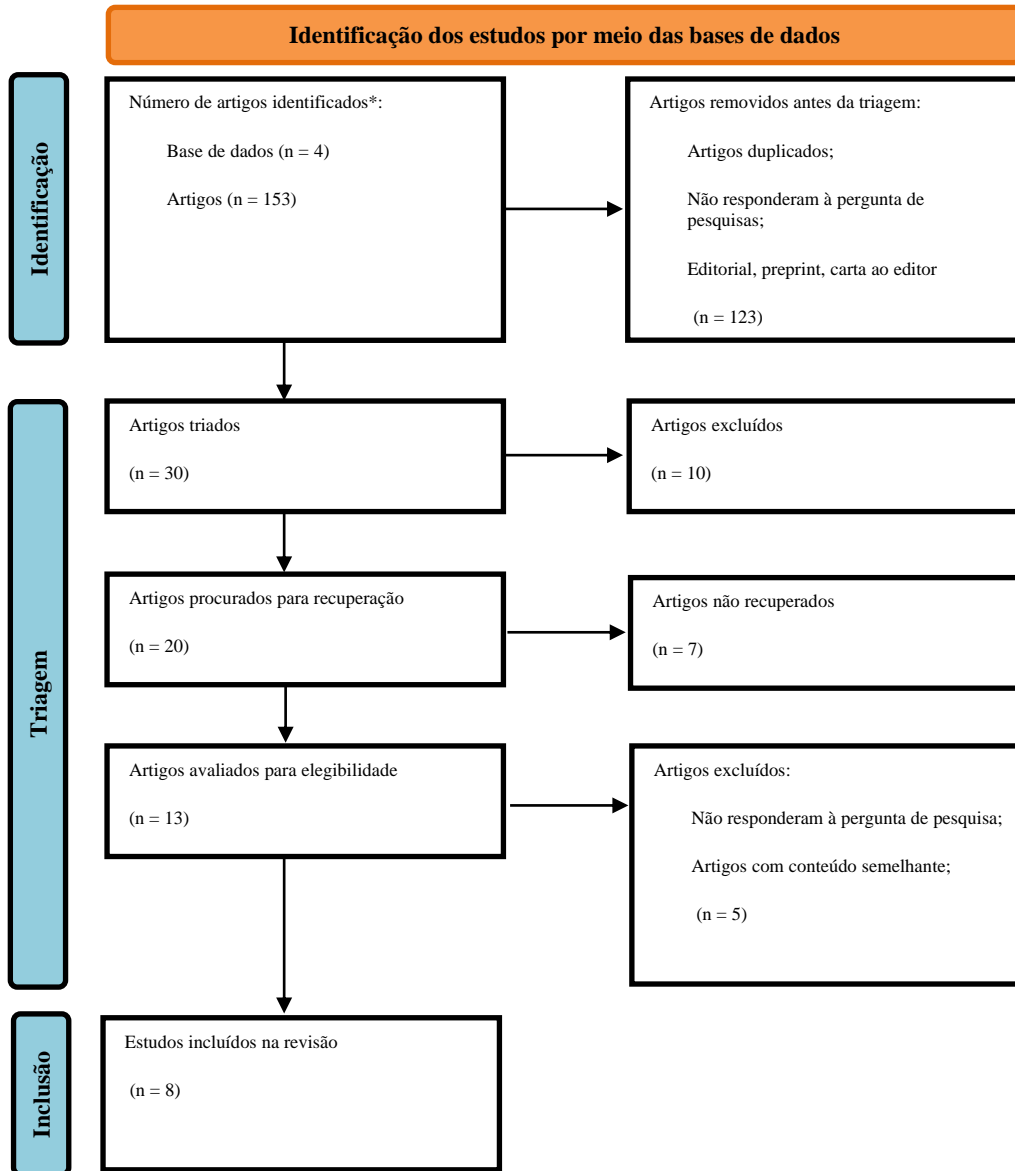 Identificação dos estudos por meio das bases de dados
Identificação
Número de artigos identificados*:
Base de dados (n = 4)
Artigos (n = 153)
Artigos removidos antes da triagem:
Artigos duplicados;
Não responderam à pergunta de
pesquisas;
Editorial, preprint, carta ao editor
(n = 123)
Triagem
Artigos triados
(n = 30)
Artigos excluídos
(n = 10)
Artigos procurados para recuperação
(n = 20)
Artigos não recuperados
(n = 7)
Artigos avaliados para elegibilidade
(n = 13)
Artigos excluídos:
Não responderam à pergunta de pesquisa;
Artigos com conteúdo semelhante;
(n = 5)
Inclusão
Estudos incluídos na revisão
(n = 8)